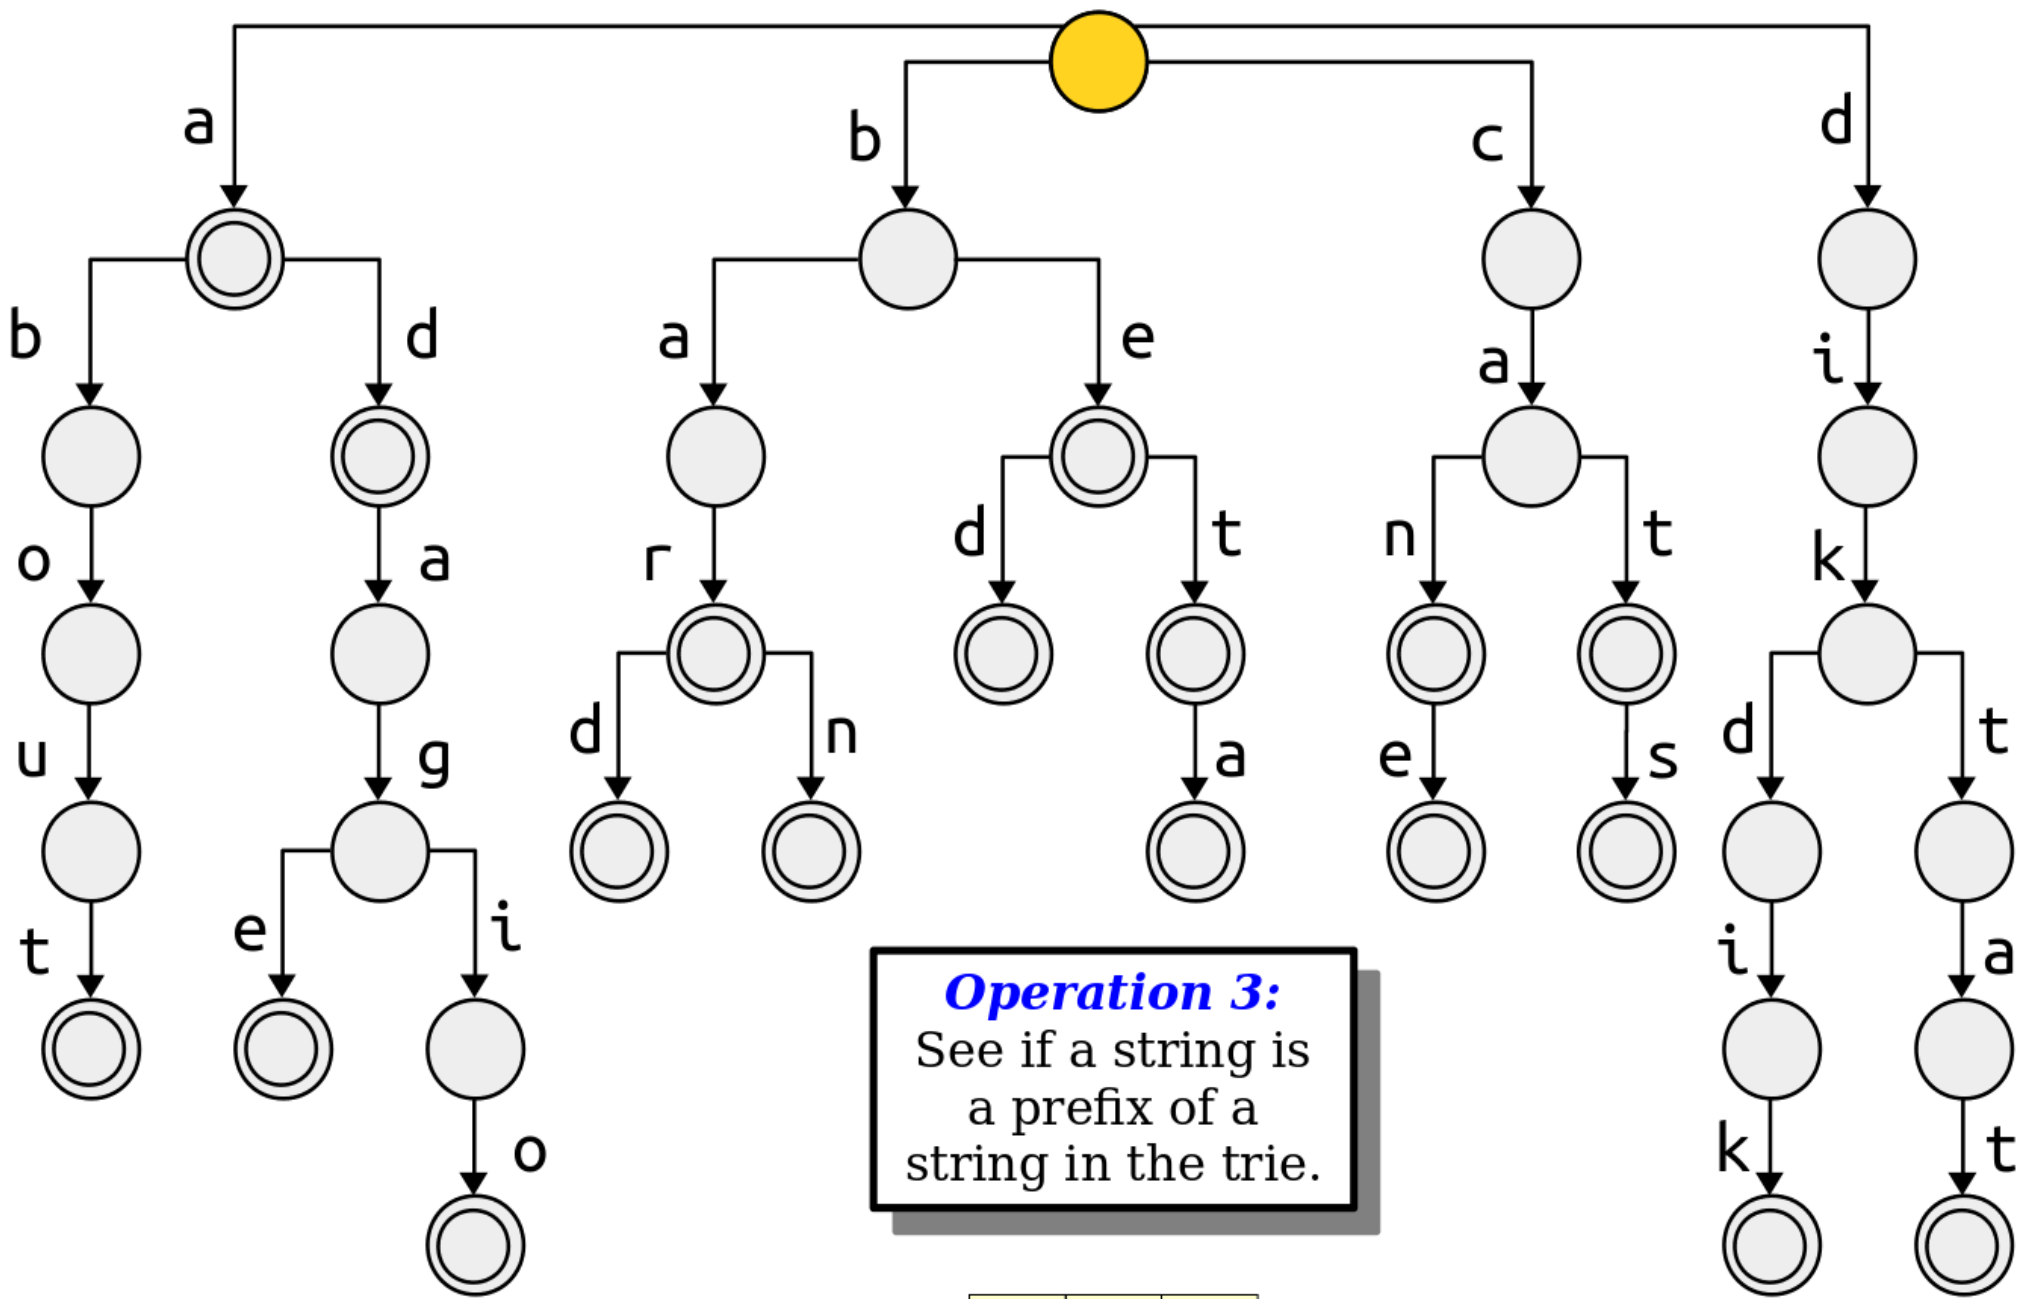 a
b
c
d
b
d
a
e
a
i
o
a
r
d
t
n
t
k
u
g
d
n
a
e
s
d
t
t
e
i
i
a
o
k
t
Operation 3:
See if a string is
a prefix of a
string in the trie.